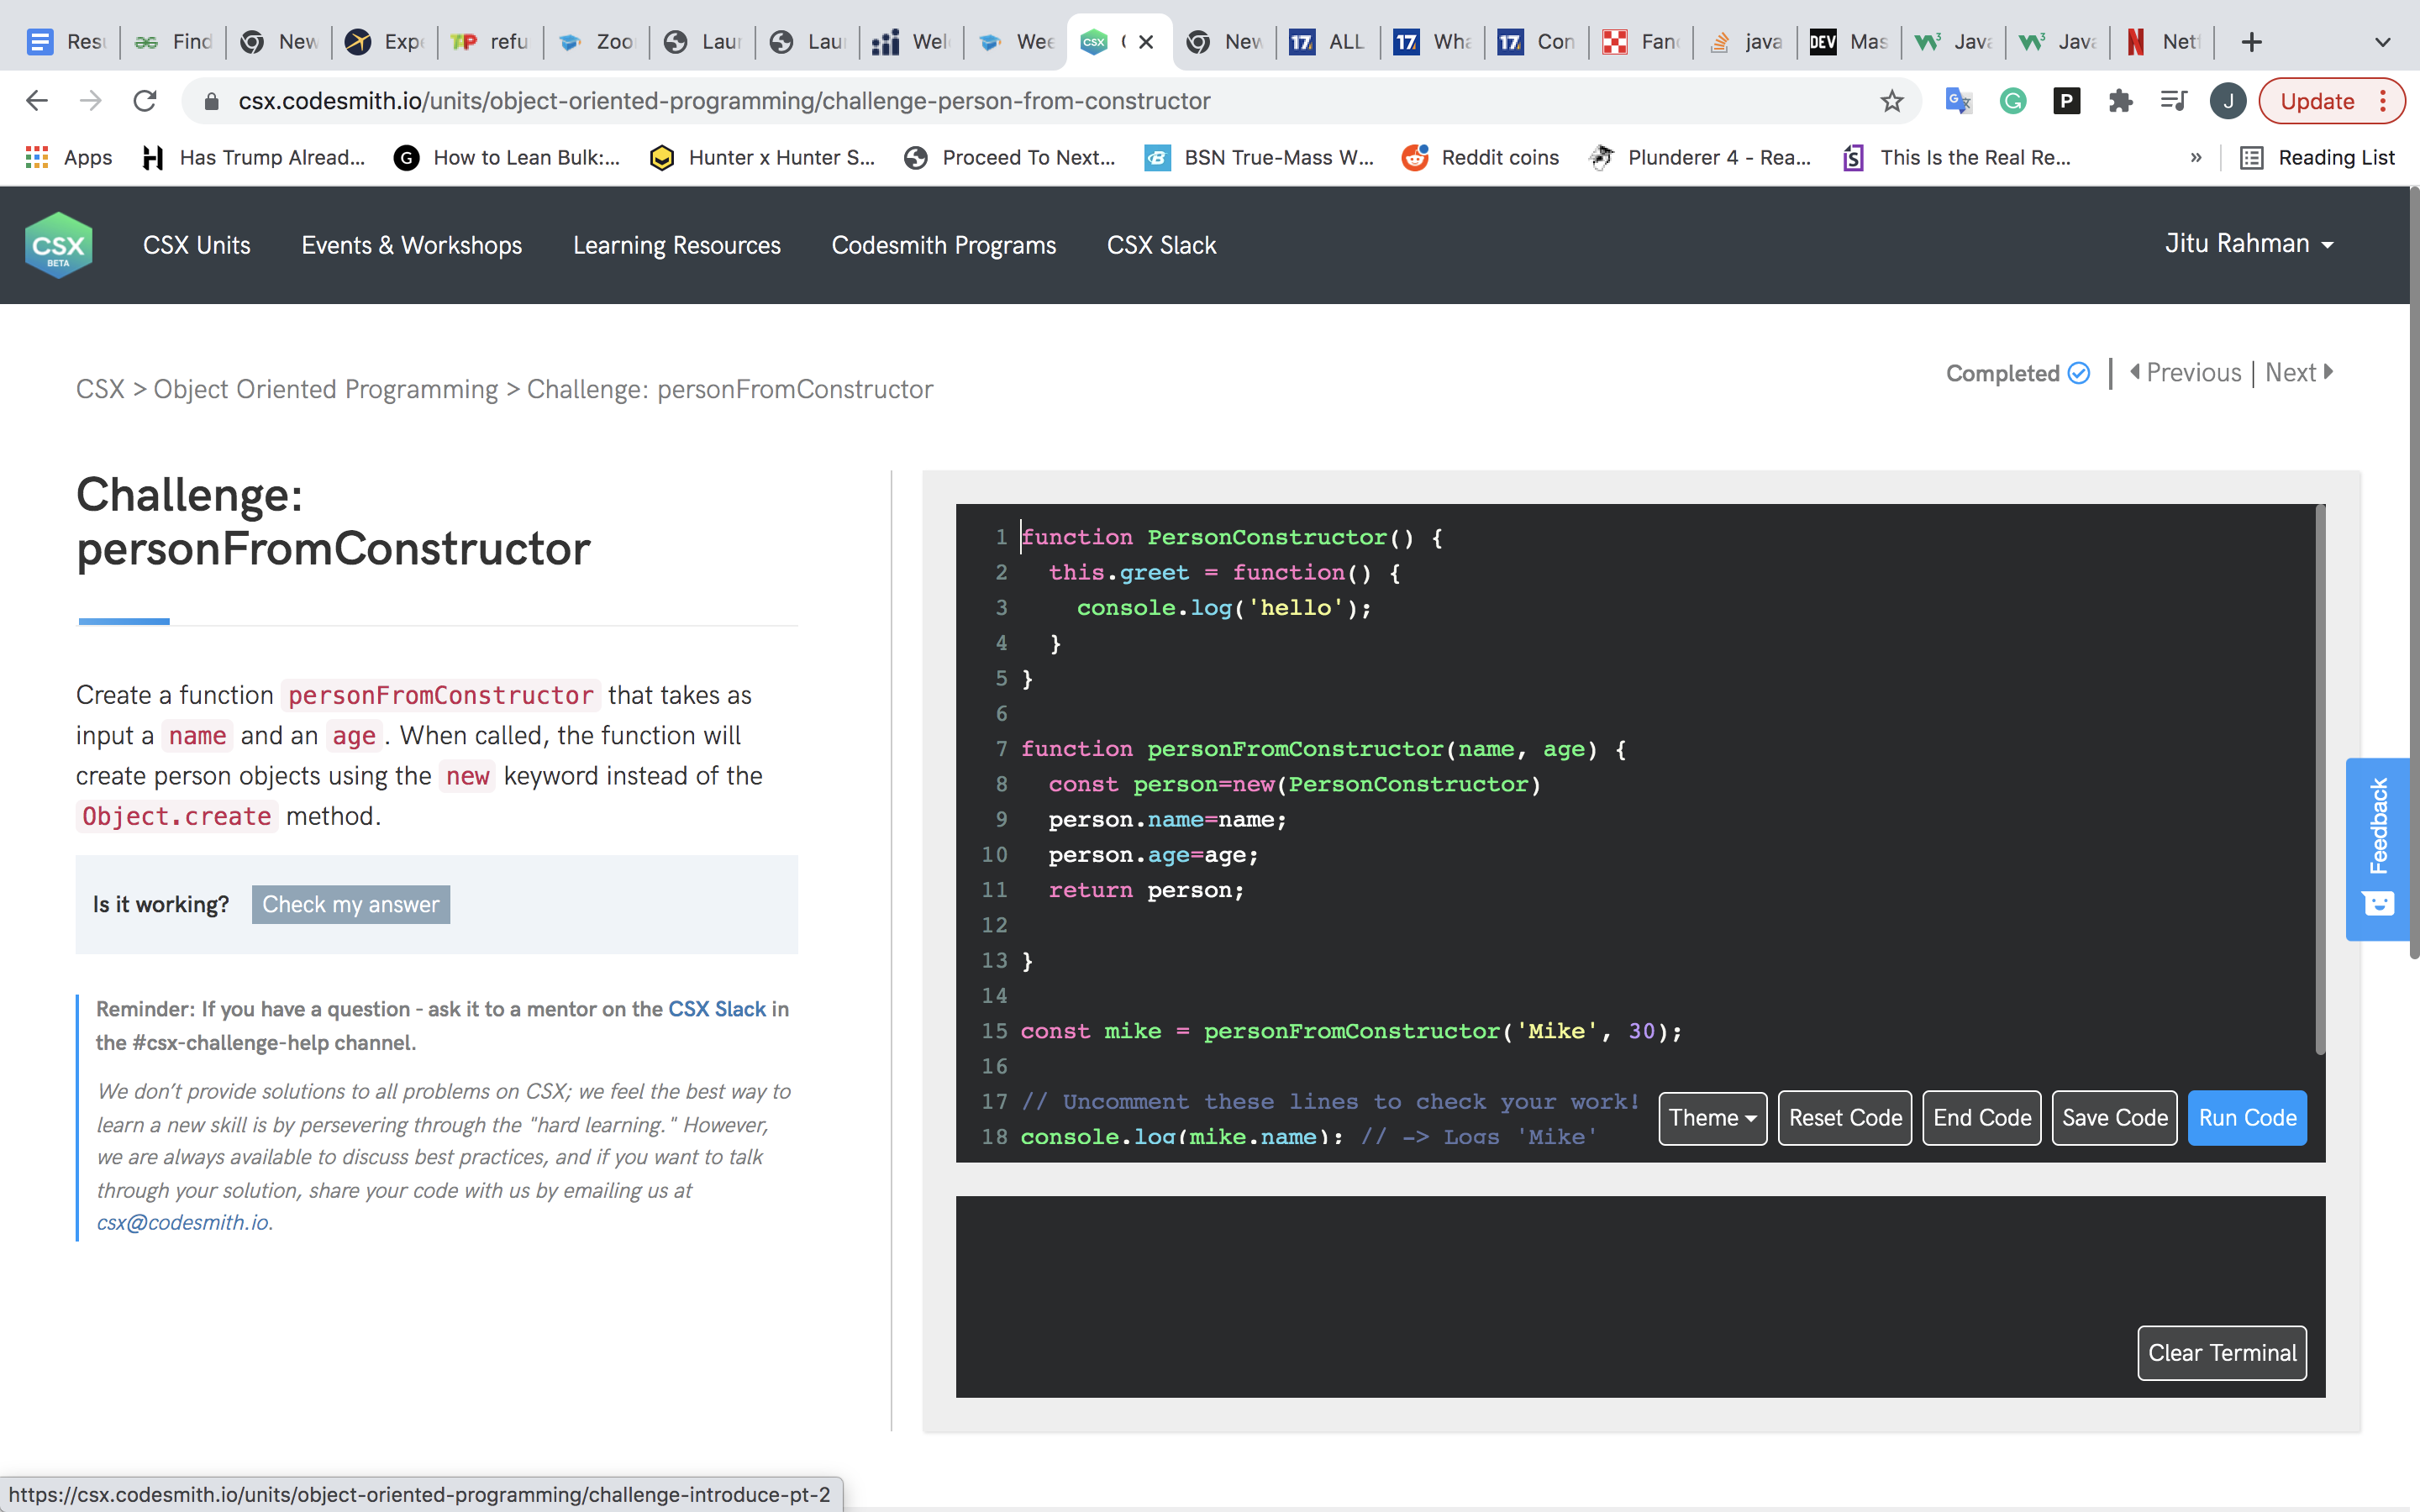 Resu Find New Expe refu Zoo Laun Lau Wel Wee New ALL Wha Con Fan java Mas Java Java Netf
csx.codesmith.io/units/object-oriented-programming/challenge-person-from-constructor
Update
Apps Has Trump Alread... How to Lean Bulk:... Hunter x Hunter S... Proceed To Next... BSN True-Mass W... Reddit coins Plunderer 4 - Rea... This Is the Real Re... » Reading List
CSX BETA CSX Units Events & Workshops Learning Resources Codesmith Programs CSX Slack Jitu Rahman
CSX > Object Oriented Programming > Challenge: personFromConstructor
Completed | Previous | Next
Challenge:
personFromConstructor
Create a function personFromConstructor that takes as
input a name and an age . When called, the function will
create person objects using the new keyword instead of the
Object.create method.
Is it working? Check my answer
Reminder: If you have a question - ask it to a mentor on the CSX Slack in
the #csx-challenge-help channel.
We don’t provide solutions to all problems on CSX; we feel the best way to
learn a new skill is by persevering through the "hard learning." However,
we are always available to discuss best practices, and if you want to talk
through your solution, share your code with us by emailing us at
csx@codesmith.io.
1 function PersonConstructor() {
2 this.greet = function() {
3 console.log('hello');
4 }
5 }
6
7 function personFromConstructor(name, age) {
8 const person=new(PersonConstructor)
9 person.name=name;
10 person.age=age;
11 return person;
12
13 }
14
15 const mike = personFromConstructor('Mike', 30);
16
17 // Uncomment these lines to check your work!
18 console.log(mike.name); // -> Logs 'Mike'
Theme Reset Code End Code Save Code Run Code
Clear Terminal
Feedback
https://csx.codesmith.io/units/object-oriented-programming/challenge-introduce-pt-2